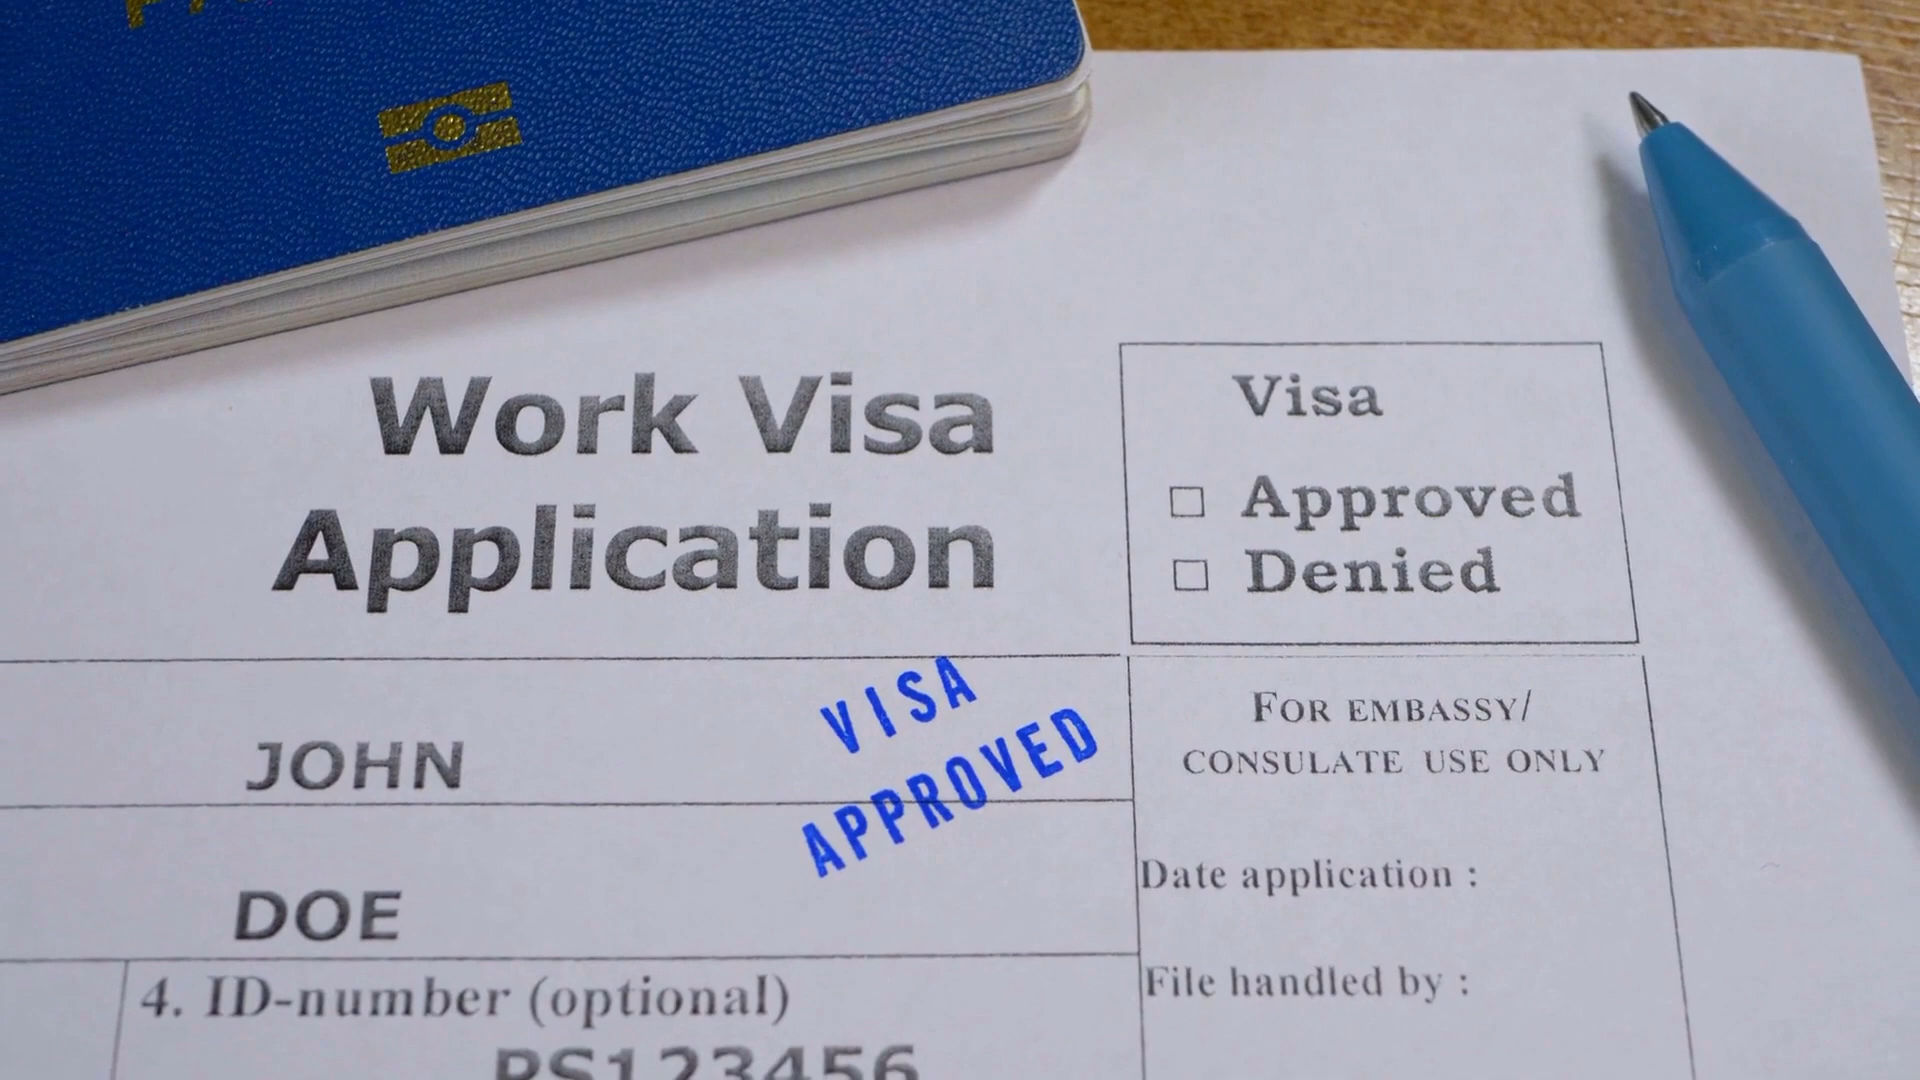 Work Visa
Application
Visa
☐ Approved
☐ Denied
JOHN
VISA
APPROVED
DOE
FOR EMBASSY/
CONSULATE USE ONLY
Date application :
File handled by :
4. ID-number (optional)
PS123456